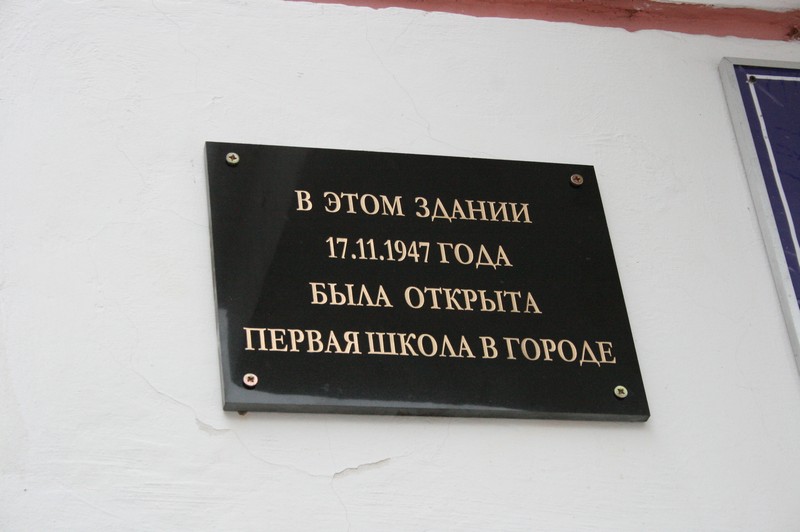 В ЭТОМ ЗДАНИИ
17.11.1947 ГОДА
БЫЛА ОТКРЫТА
ПЕРВАЯ ШКОЛА В ГОРОДЕ